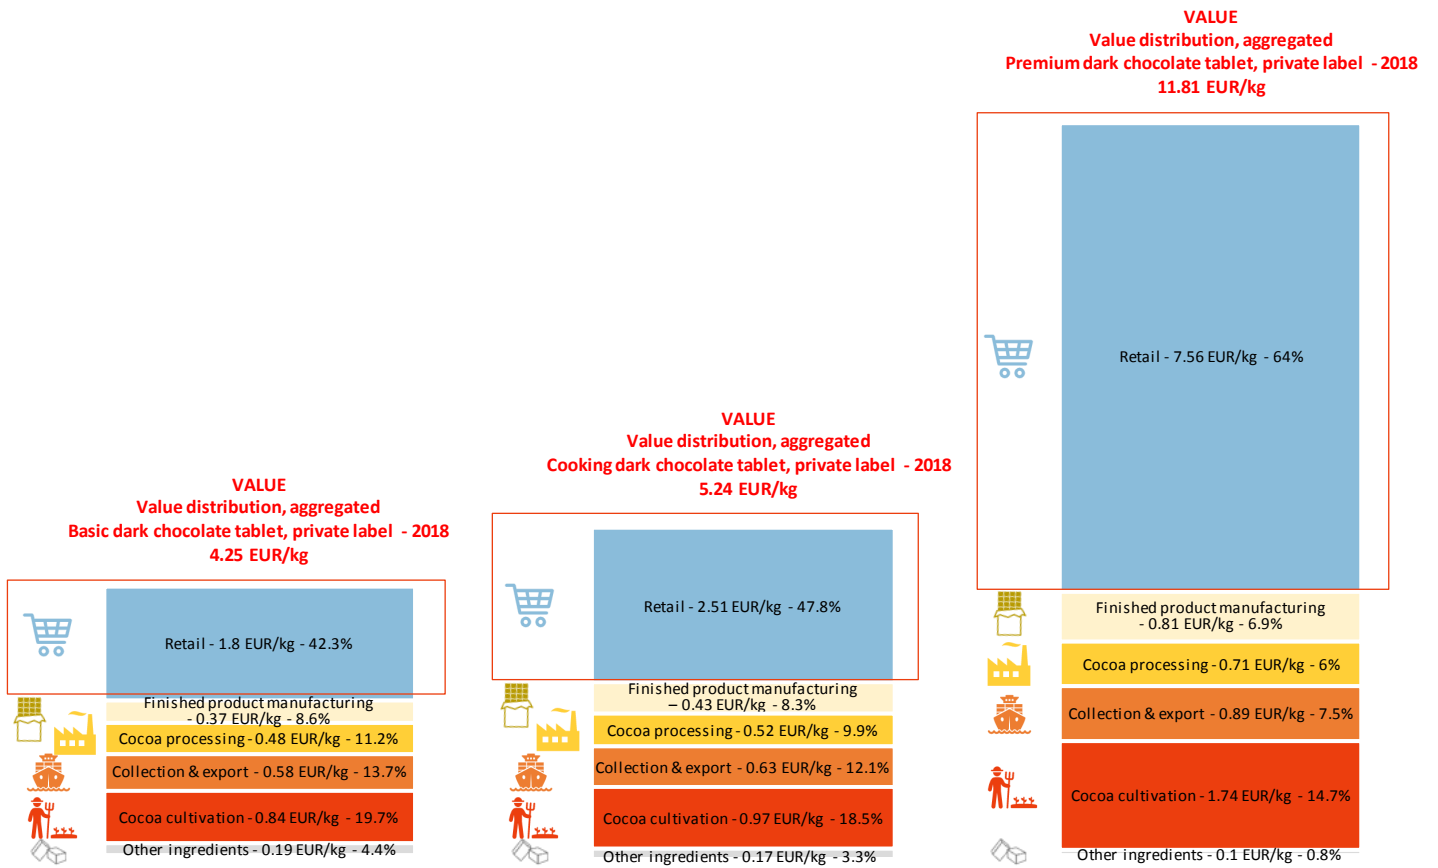 VALUE
Value distribution, aggregated
Basic dark chocolate tablet, private label - 2018
4.25 EUR/kg
Retail - 1.8 EUR/kg - 42.3%
Finished product manufacturing
- 0.37 EUR/kg - 8.6%
Cocoa processing - 0.48 EUR/kg - 11.2%
Collection & export - 0.58 EUR/kg - 13.7%
Cocoa cultivation - 0.84 EUR/kg - 19.7%
Other ingredients - 0.19 EUR/kg - 4.4%
VALUE
Value distribution, aggregated
Cooking dark chocolate tablet, private label - 2018
5.24 EUR/kg
Retail - 2.51 EUR/kg - 47.8%
Finished product manufacturing
– 0.43 EUR/kg - 8.3%
Cocoa processing - 0.52 EUR/kg - 9.9%
Collection & export - 0.63 EUR/kg - 12.1%
Cocoa cultivation - 0.97 EUR/kg - 18.5%
Other ingredients - 0.17 EUR/kg - 3.3%
VALUE
Value distribution, aggregated
Premium dark chocolate tablet, private label - 2018
11.81 EUR/kg
Retail - 7.56 EUR/kg - 64%
Finished product manufacturing
- 0.81 EUR/kg - 6.9%
Cocoa processing - 0.71 EUR/kg - 6%
Collection & export - 0.89 EUR/kg - 7.5%
Cocoa cultivation - 1.74 EUR/kg - 14.7%
Other ingredients - 0.1 EUR/kg - 0.8%